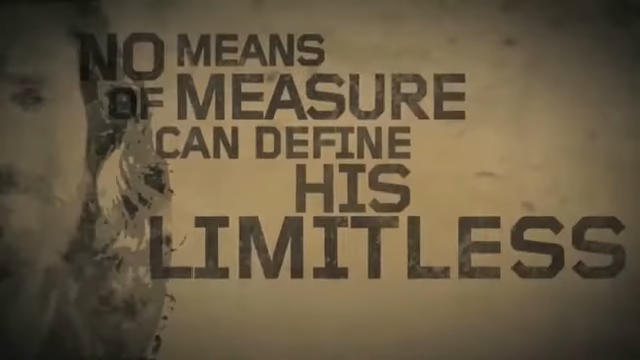 NO MEANS
OF MEASURE
CAN DEFINE
HIS
LIMITLESS